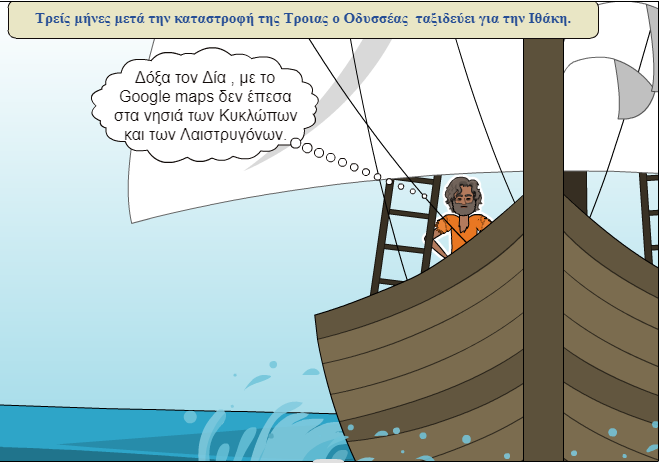 Τρείς μήνες μετά την καταστροφή της Τροιας ο Οδυσσέας ταξιδεύει για την Ιθάκη.
Δόξα τον Δία , με το
Google maps δεν έπεσα
στα νησιά των Κυκλώπων
και των Λαιστρυγόνων.